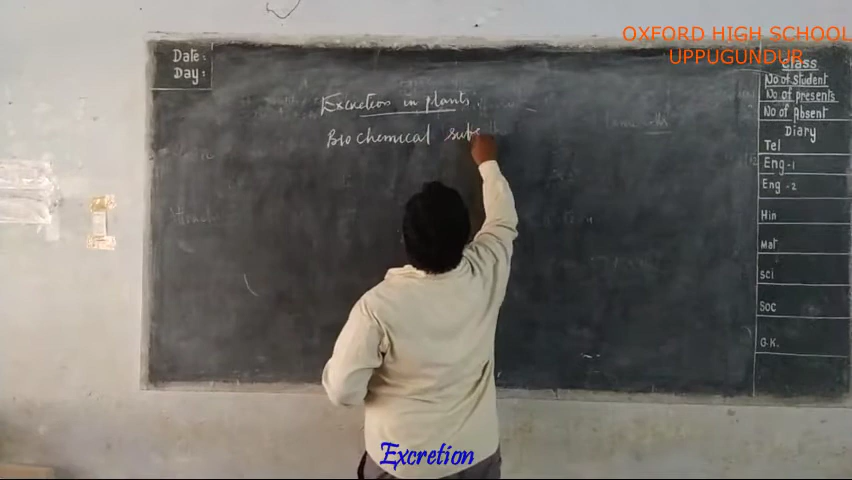 OXFORD HIGH SCHOOL
UPPUGUNDUR
Date:
Day:
Excretion in plants:
Bio chemical subs
Class
No of student
No of presents
No of Absent
Diary
Tel
Eng-1
Eng-2
Hin
Mat
sci
Soc
G.K.
Excretion